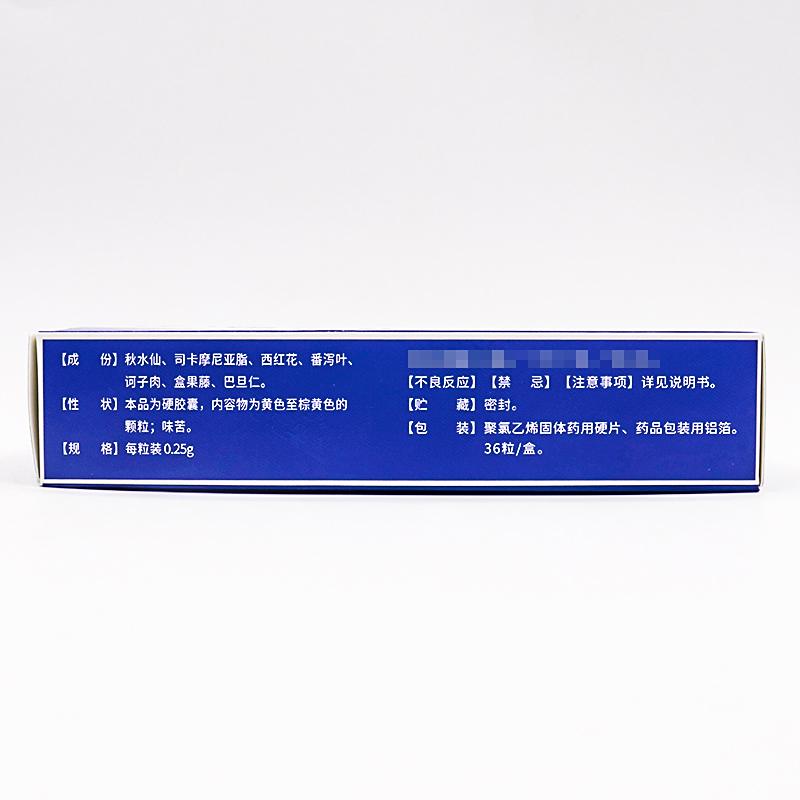 【成 份】秋水仙、司卡摩尼亚脂、西红花、番泻叶、
诃子肉、盒果藤、巴旦仁。
【性 状】本品为硬胶囊，内容物为黄色至棕黄色的
颗粒；味苦。
【规 格】每粒装0.25g
【不良反应】【禁 忌】【注意事项】详见说明书。
【贮 藏】密封。
【包 装】聚氯乙烯固体药用硬片、药品包装用铝箔。
36粒/盒。